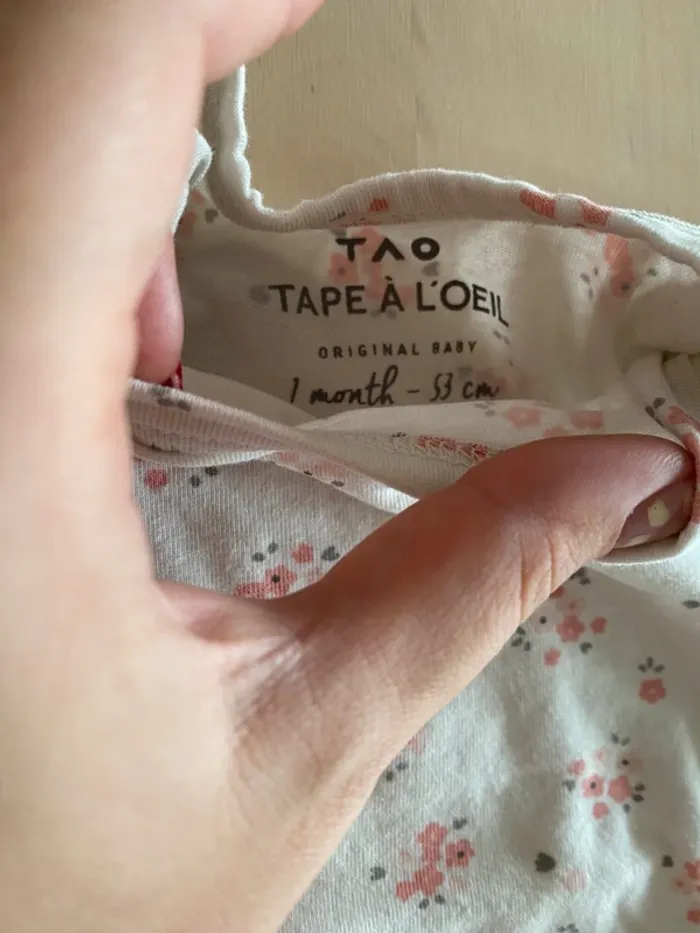 TAO
TAPE À L'OEIL
ORIGINAL BABY
1 month - 53 cm